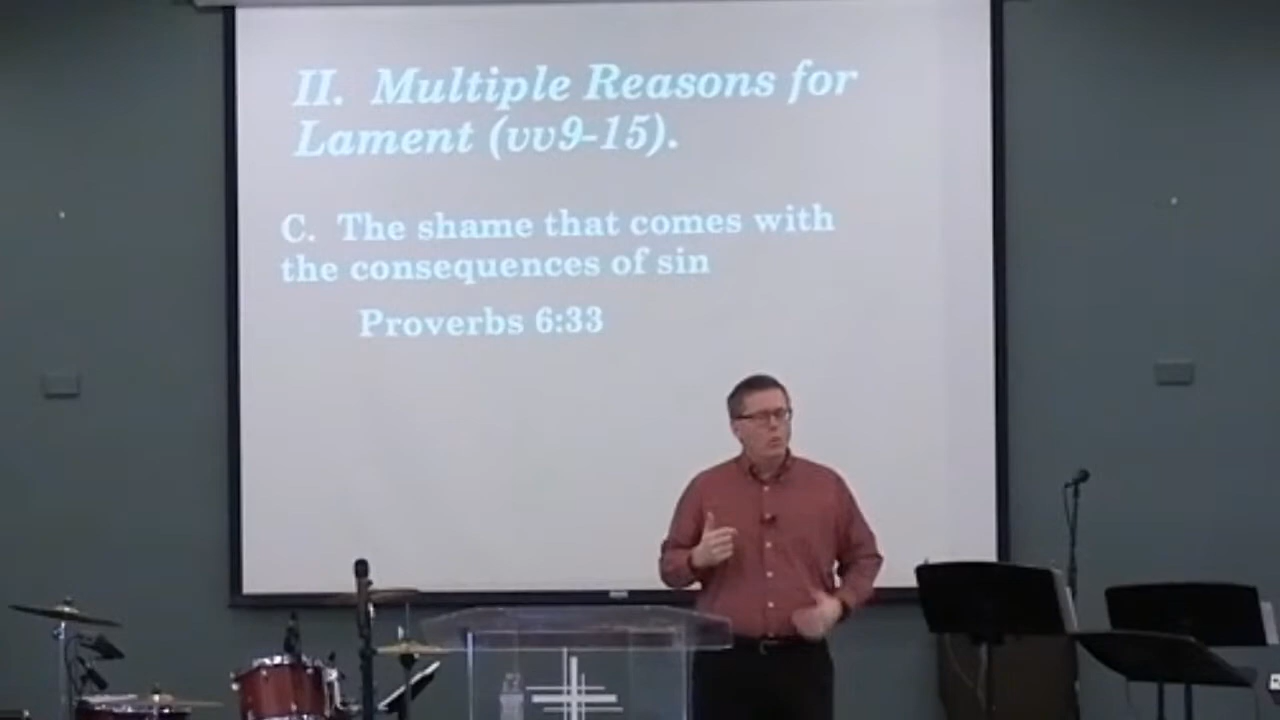 II. Multiple Reasons for
Lament (vv9-15).
C. The shame that comes with
the consequences of sin
Proverbs 6:33